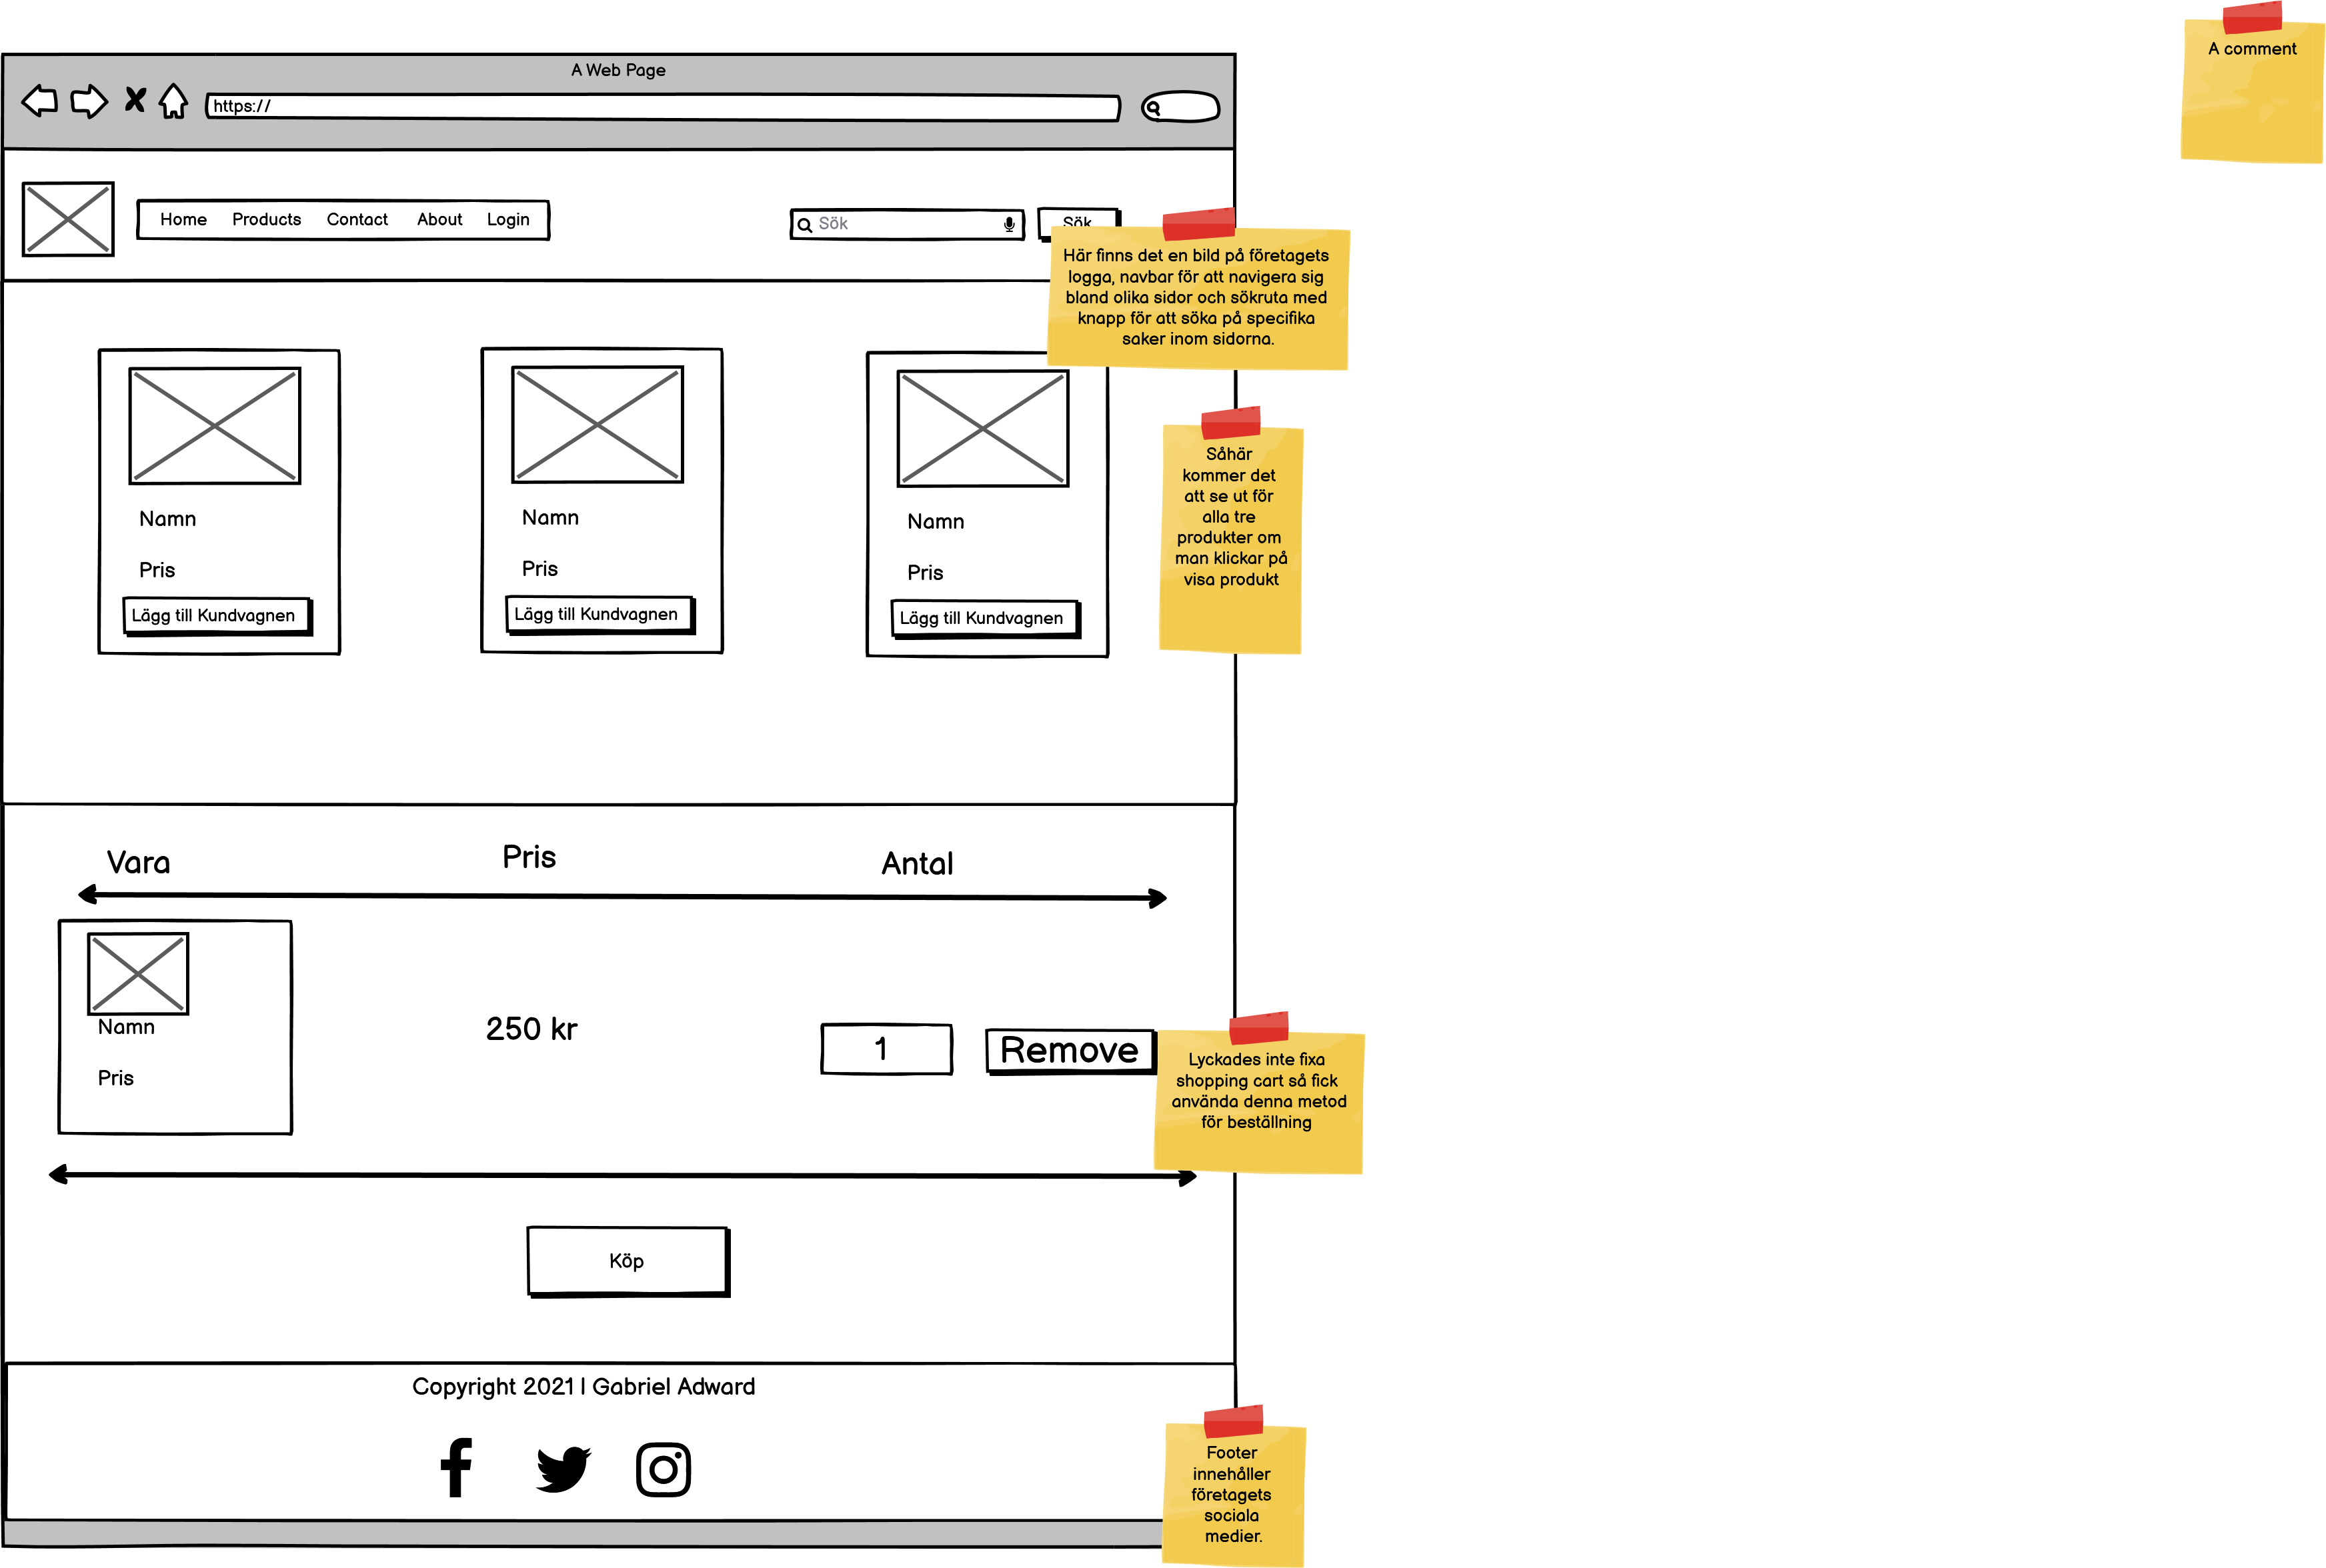 A comment
A Web Page
https://
Home Products Contact About Login
Sök
Sök
Här finns det en bild på företagets
logga, navbar för att navigera sig
bland olika sidor och sökruta med
knapp för att söka på specifika
saker inom sidorna.
Namn
Pris
Lägg till Kundvagnen
Namn
Pris
Lägg till Kundvagnen
Namn
Pris
Lägg till Kundvagnen
Såhär
kommer det
att se ut för
alla tre
produkter om
man klickar på
visa produkt
Vara
Pris
Antal
Namn
Pris
250 kr
1
Remove
Lyckades inte fixa
shopping cart så fick
använda denna metod
för beställning
Köp
Copyright 2021 | Gabriel Adward
Footer
innehåller
företagets
sociala
medier.